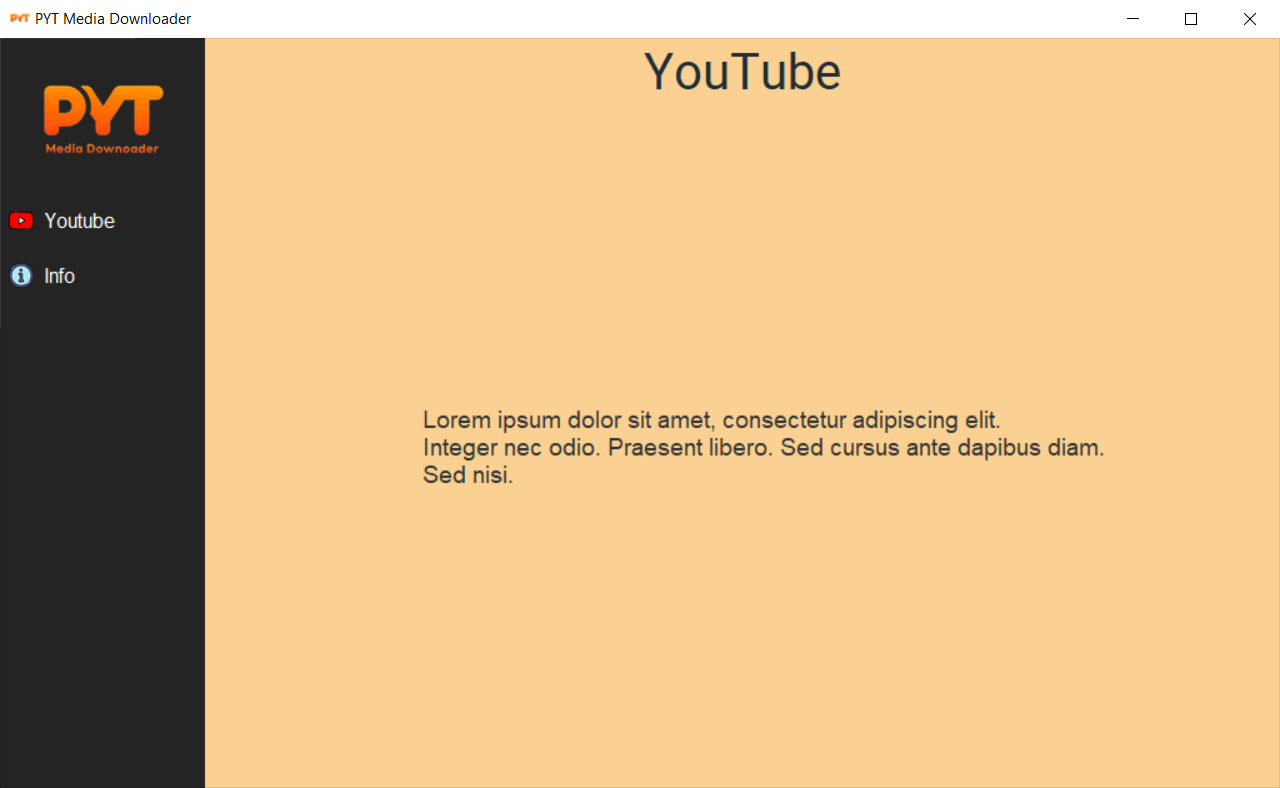 PYT PYT Media Downloader
PYT
Media Downoader
Youtube
Info
YouTube
Lorem ipsum dolor sit amet, consectetur adipiscing elit.
Integer nec odio. Praesent libero. Sed cursus ante dapibus diam.
Sed nisi.